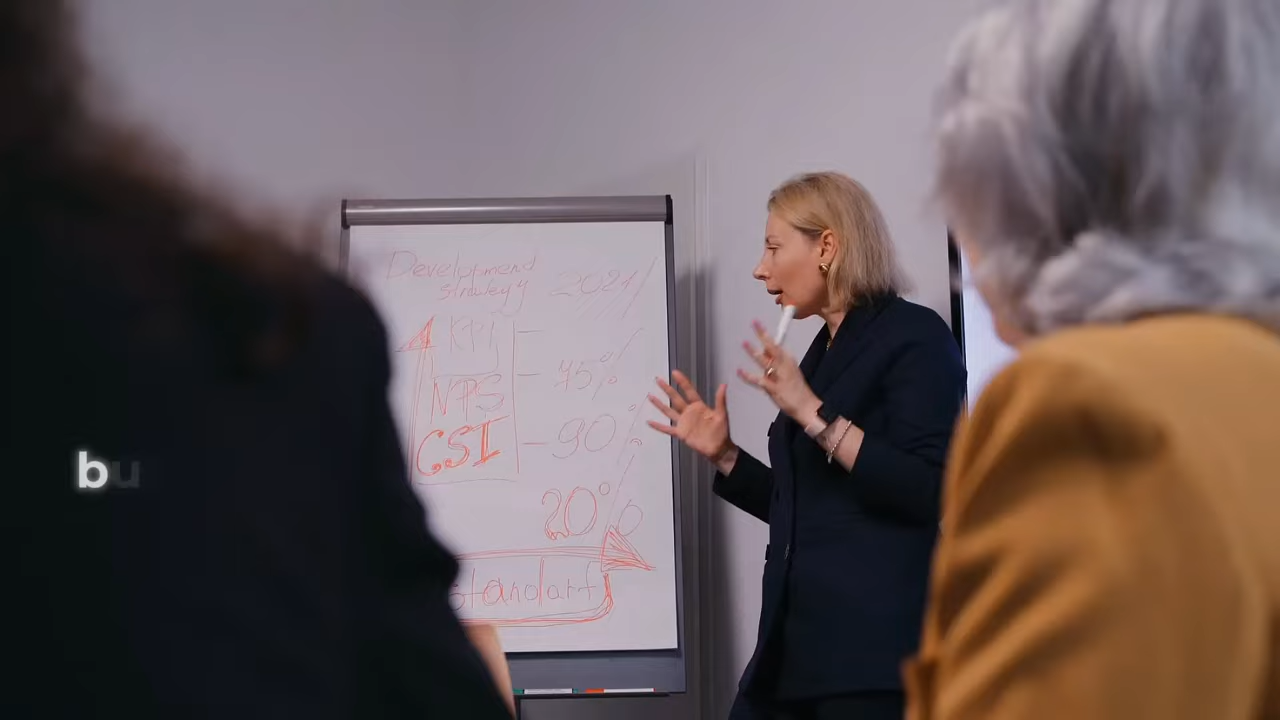 Development
strategy 2021
KPI
NPS 45%
CSI 90%
20%
standart
bu